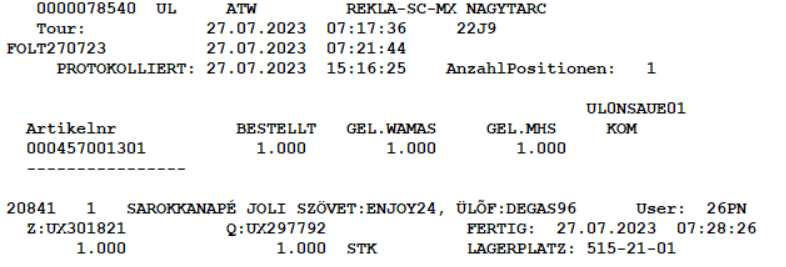 0000078540 UL ATW REKLA-SC-MX NAGYTARC
Tour: 27.07.2023 07:17:36 22J9
FOLT270723 27.07.2023 07:21:44
PROTOKOLLIERT: 27.07.2023 15:16:25 AnzahlPositionen: 1
UL0NSAUE01
Artikelnr BESTELLT GEL.WAMAS GEL.MHS KOM
000457001301 1.000 1.000 1.000
----------------
20841 1 SAROKKANAPÉ JOLI SZÖVET:ENJOY24, ÜLÕF:DEGAS96 User: 26PN
Z:UX301821 Q:UX297792 FERTIG: 27.07.2023 07:28:26
1.000 1.000 STK LAGERPLATZ: 515-21-01